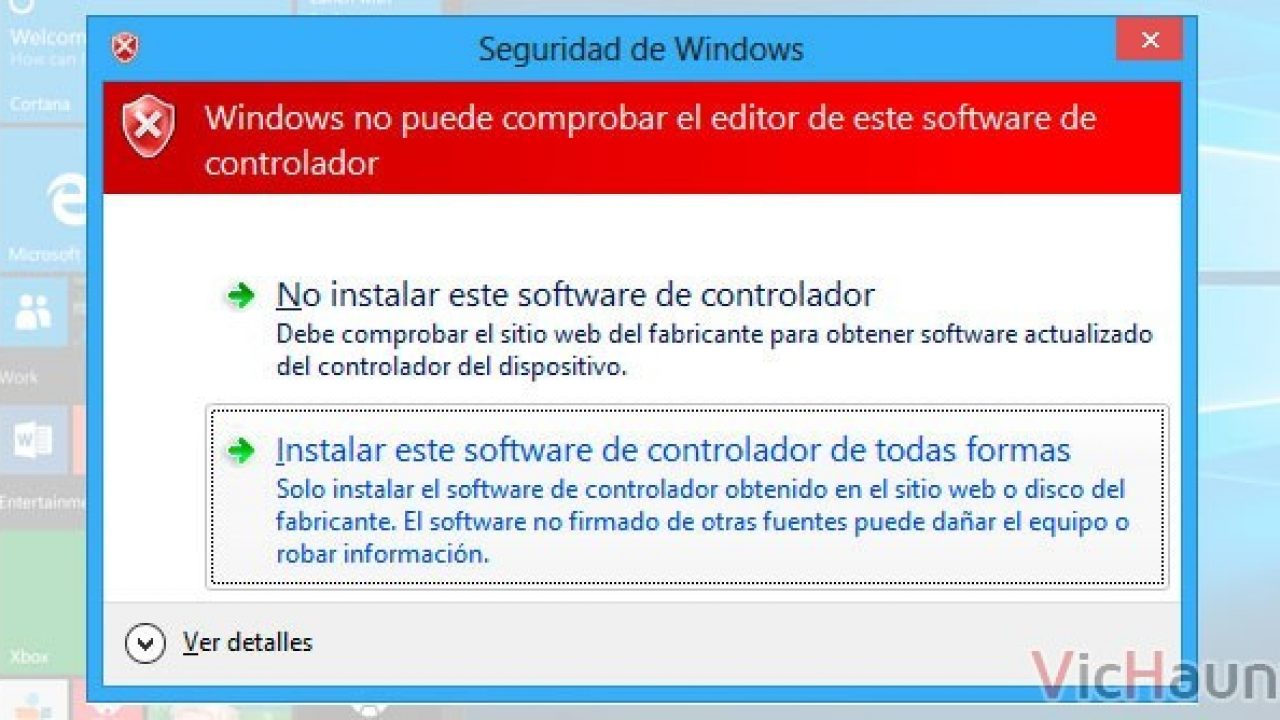 Welcom
How can
Cortana
Microsoft
Work
Entertainme
Xbox
Seguridad de Windows
Windows no puede comprobar el editor de este software de
controlador
No instalar este software de controlador
Debe comprobar el sitio web del fabricante para obtener software actualizado
del controlador del dispositivo.
Instalar este software de controlador de todas formas
Solo instalar el software de controlador obtenido en el sitio web o disco del
fabricante. El software no firmado de otras fuentes puede dañar el equipo o
robar información.
Ver detalles
VicHaun